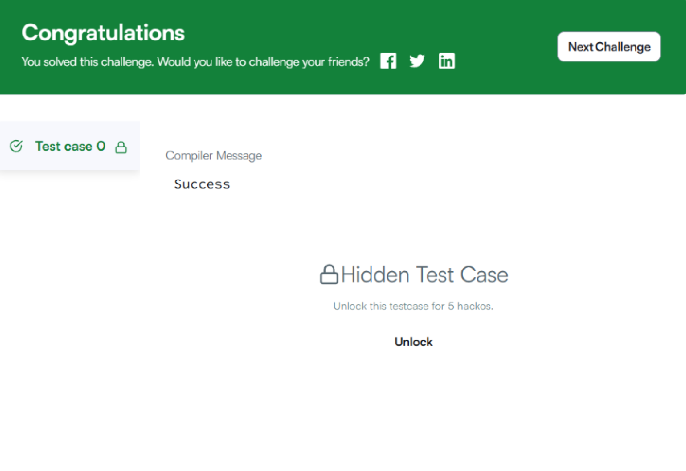 Congratulations
You solved this challenge. Would you like to challenge your friends?
Next Challenge
Test case 0
Compiler Message
Success
Hidden Test Case
Unlock this testcase for 5 hackos.
Unlock